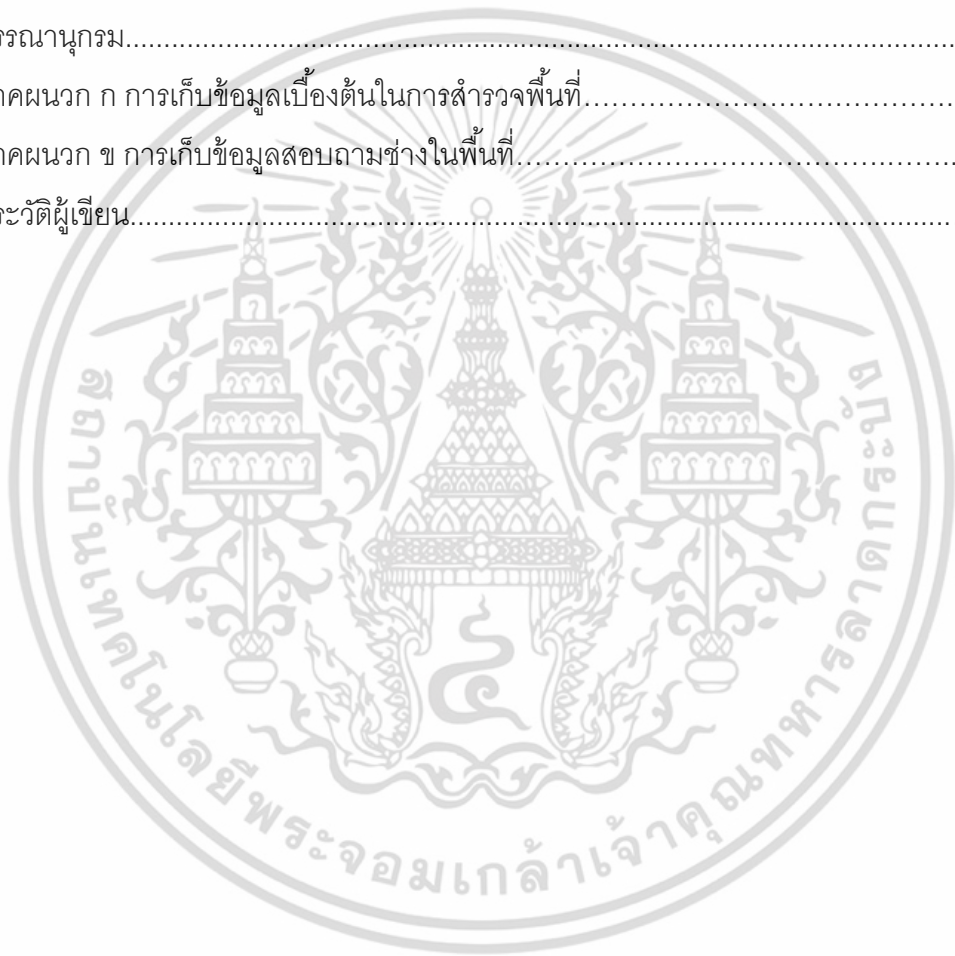 รรณานุกรม
าคผนวก ก การเก็บข้อมูลเบื้องต้นในการสำรวจพื้นที่
าคผนวก ข การเก็บข้อมูลสอบถามช่างในพื้นที่
ระวัติผู้เขียน
สถาบันเทคโนโลยีพระจอมเกล้าเจ้าคุณทหารลาดกระบัง